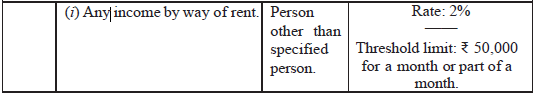 (i) Any income by way of rent.
Person
other than
specified
person.
Rate: 2%
Threshold limit: ₹ 50,000
for a month or part of a
month.